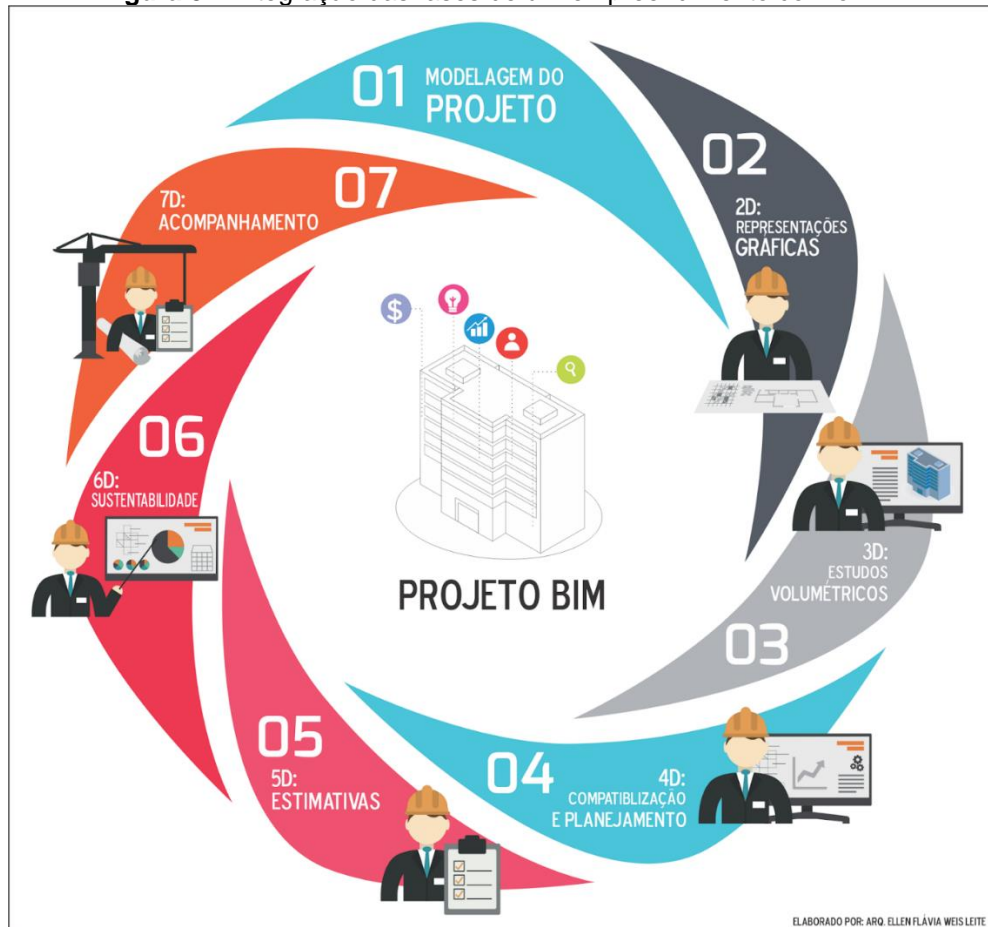 01
MODELAGEM DO
PROJETO
02
2D:
REPRESENTAÇÕES
GRÁFICAS
3D:
ESTUDOS
VOLUMÉTRICOS
03
04
4D:
COMPATIBLIZAÇÃO
E PLANEJAMENTO
05
5D:
ESTIMATIVAS
06
6D:
SUSTENTABILIDADE
07
7D:
ACOMPANHAMENTO
$
PROJETO BIM
ELABORADO POR: ARQ. ELLEN FLÁVIA WEIS LEITE